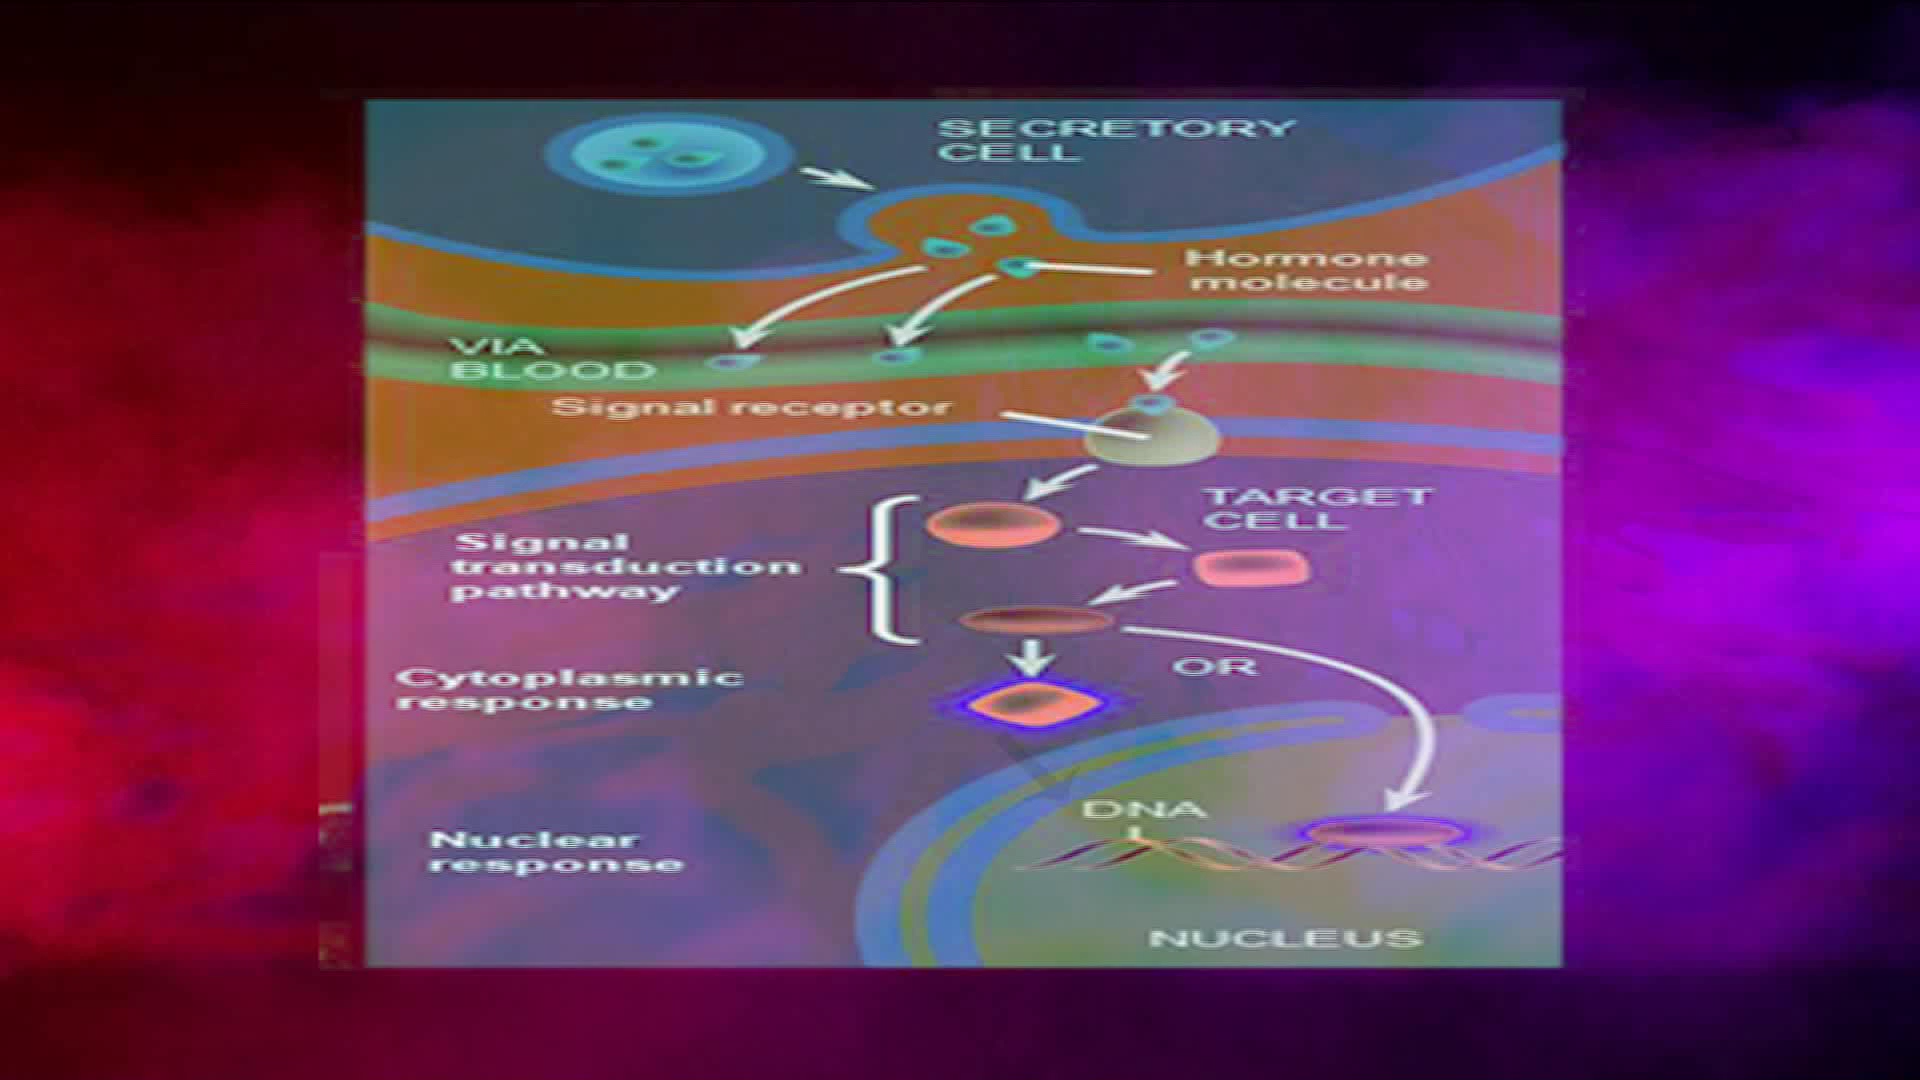 SECRETORY
CELL
Hormone
molecule
VIA
BLOOD
Signal receptor
TARGET
CELL
Signal
transduction
pathway
OR
Cytoplasmic
response
DNA
Nuclear
response
NUCLEUS